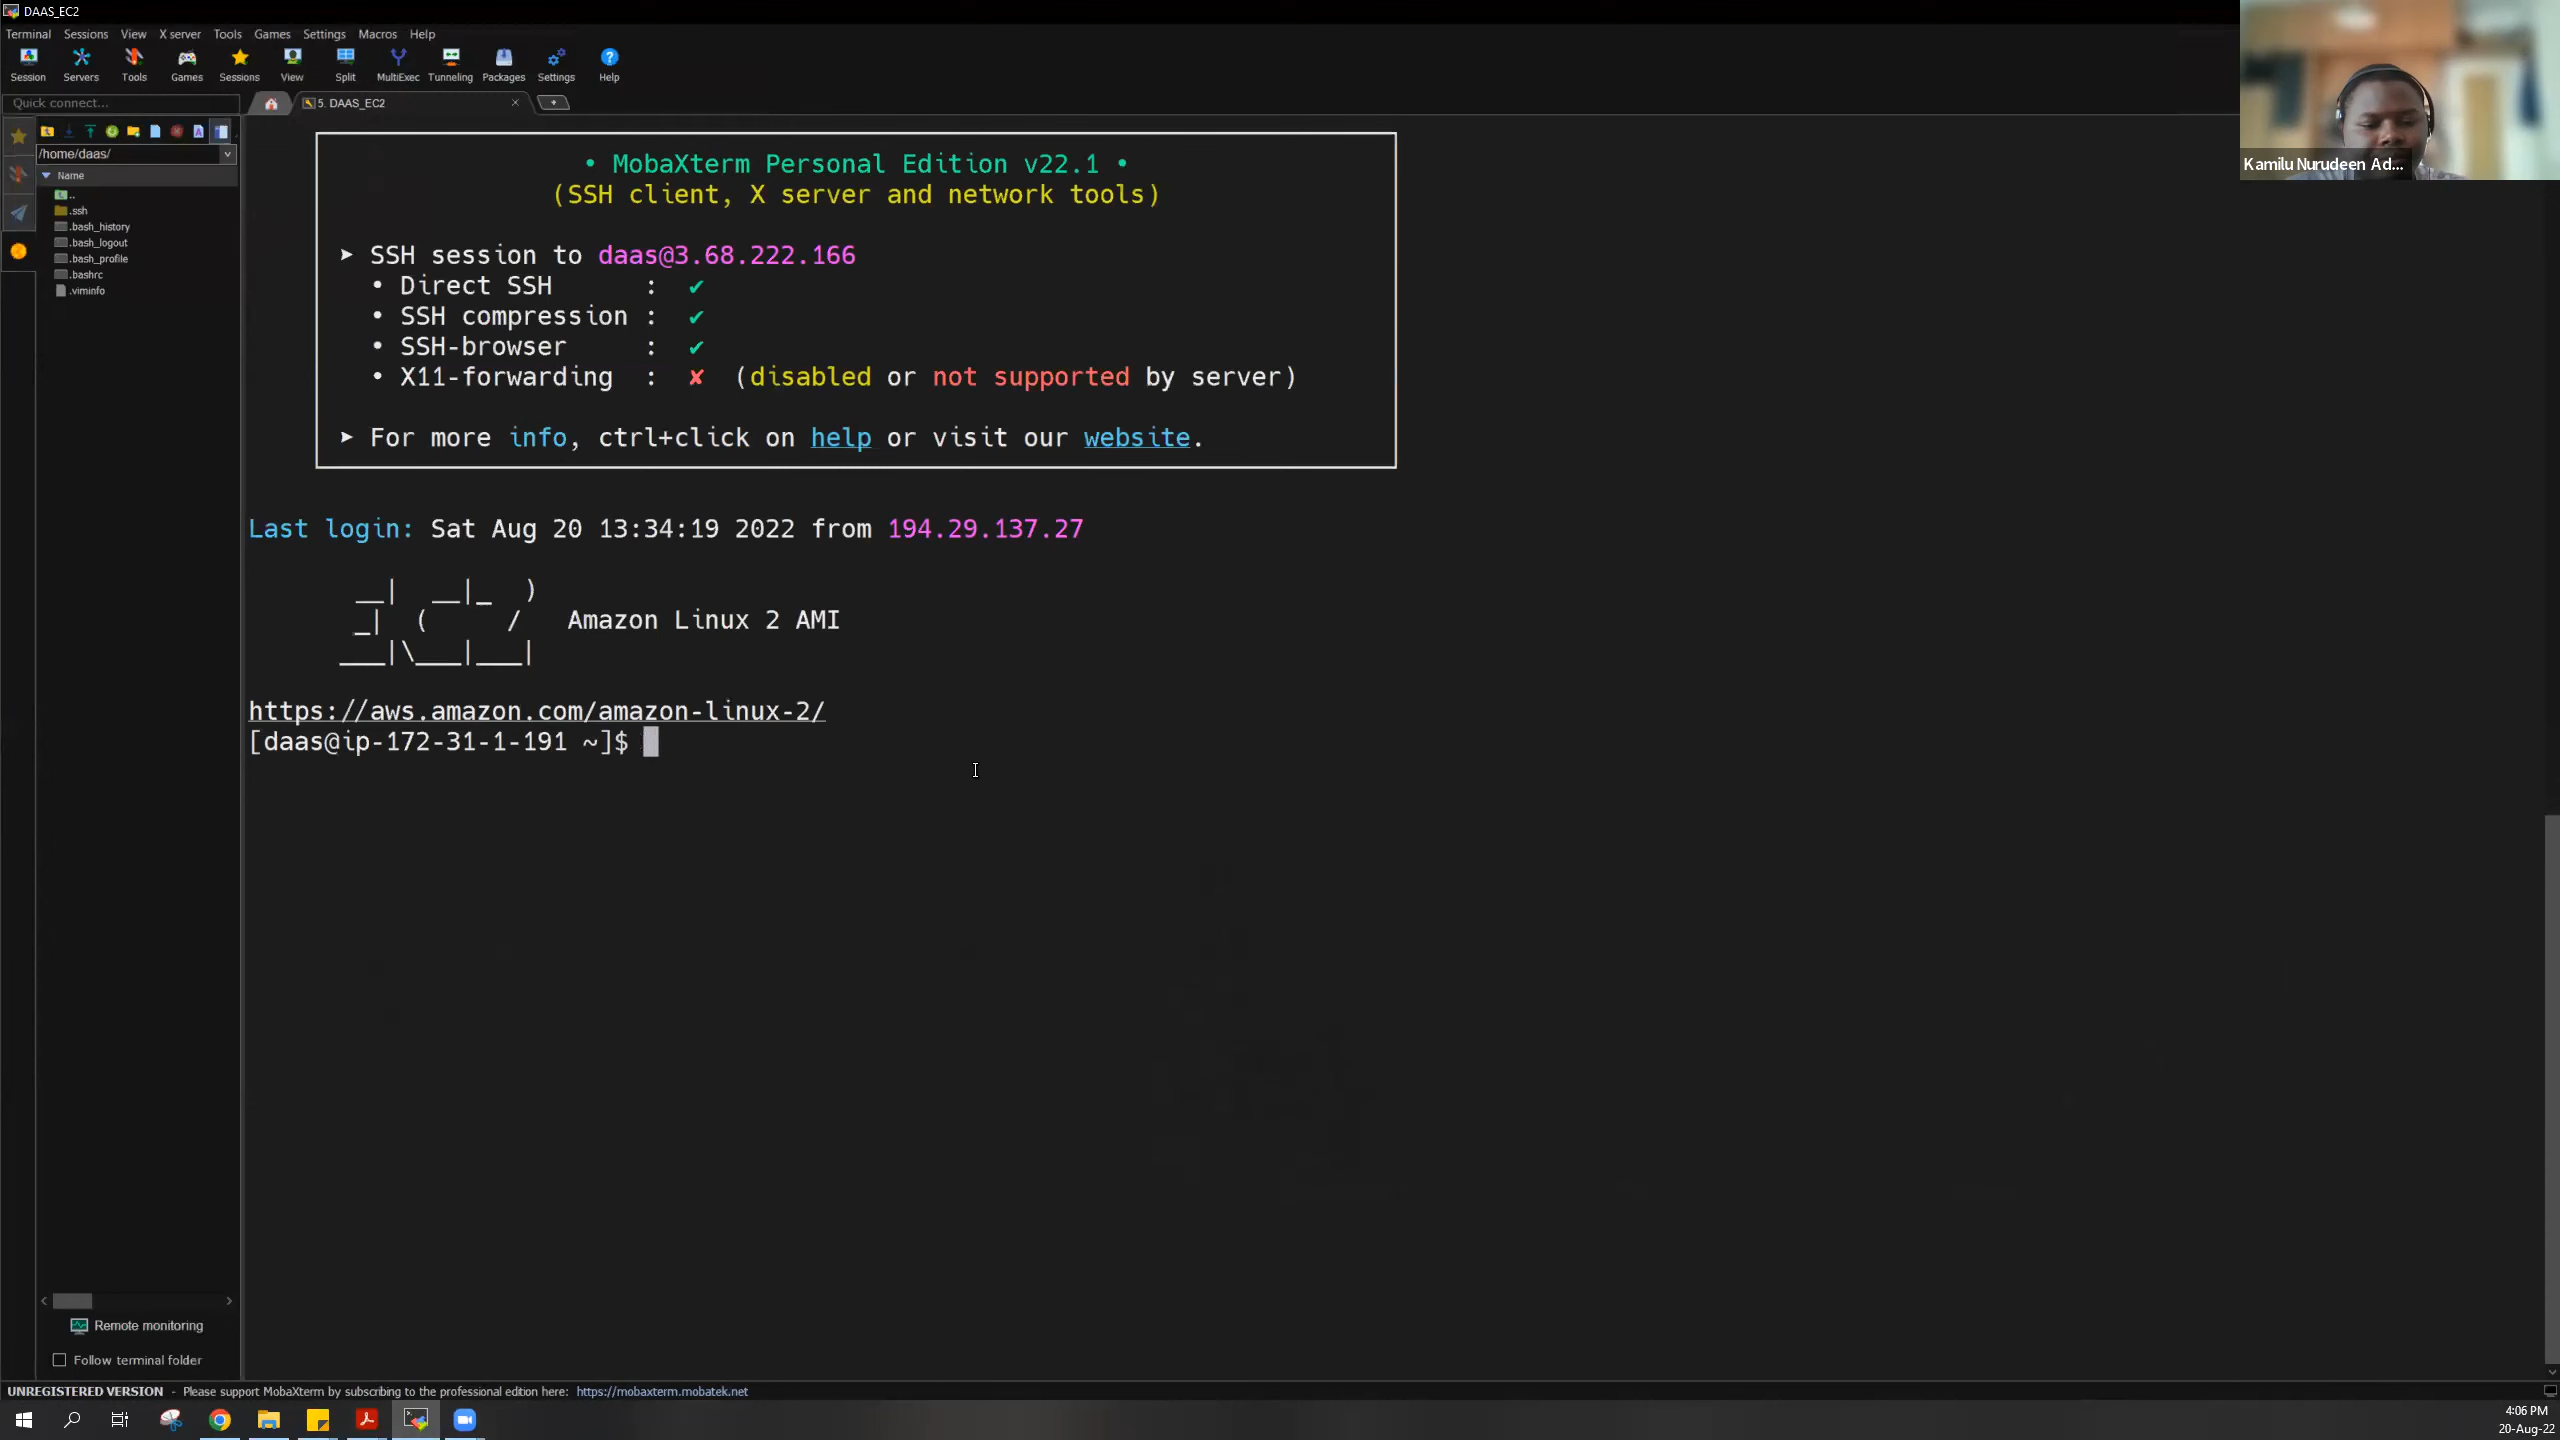 DAAS_EC2
Terminal Sessions View X server Tools Games Settings Macros Help
Session Servers Tools Games Sessions View Split MultiExec Tunneling Packages Settings Help
Quick connect...
5. DAAS_EC2
/home/daas/
Name
..
.ssh
.bash_history
.bash_logout
.bash_profile
.bashrc
.viminfo
• MobaXterm Personal Edition v22.1 •
(SSH client, X server and network tools)
➤ SSH session to daas@3.68.222.166
• Direct SSH : ✔
• SSH compression : ✔
• SSH-browser : ✔
• X11-forwarding : ✘ (disabled or not supported by server)
➤ For more info, ctrl+click on help or visit our website.
Last login: Sat Aug 20 13:34:19 2022 from 194.29.137.27
__| __|_ )
_| ( / Amazon Linux 2 AMI
___|\___|___|
https://aws.amazon.com/amazon-linux-2/
[daas@ip-172-31-1-191 ~]$
Kamilu Nurudeen Ad...
Remote monitoring
Follow terminal folder
UNREGISTERED VERSION - Please support MobaXterm by subscribing to the professional edition here: https://mobaxterm.mobatek.net
4:06 PM
20-Aug-22